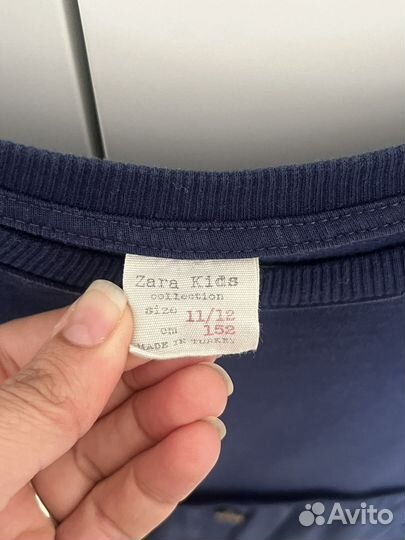 Zara Kids
collection
size 11/12
cm 152
MADE IN TURKEY
Avito